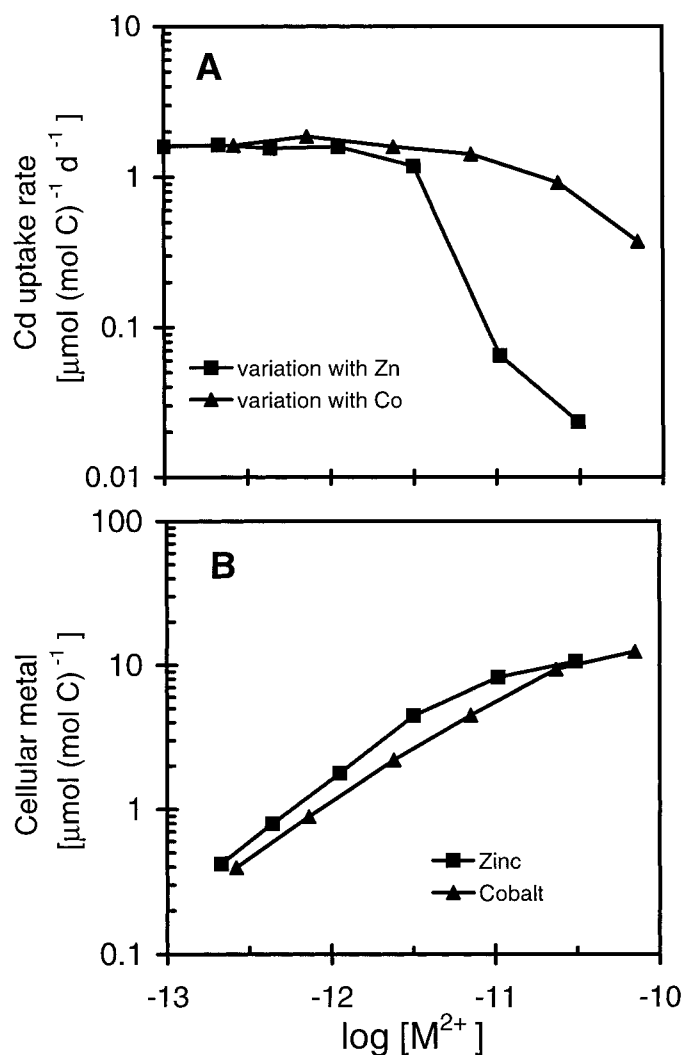 A
10
1
0.1
0.01
Cd uptake rate
[μmol (mol C)⁻¹ d⁻¹]
variation with Zn
variation with Co
B
100
10
1
0.1
Cellular metal
[μmol (mol C)⁻¹]
Zinc
Cobalt
-13 -12 -11 -10
log [M²⁺]